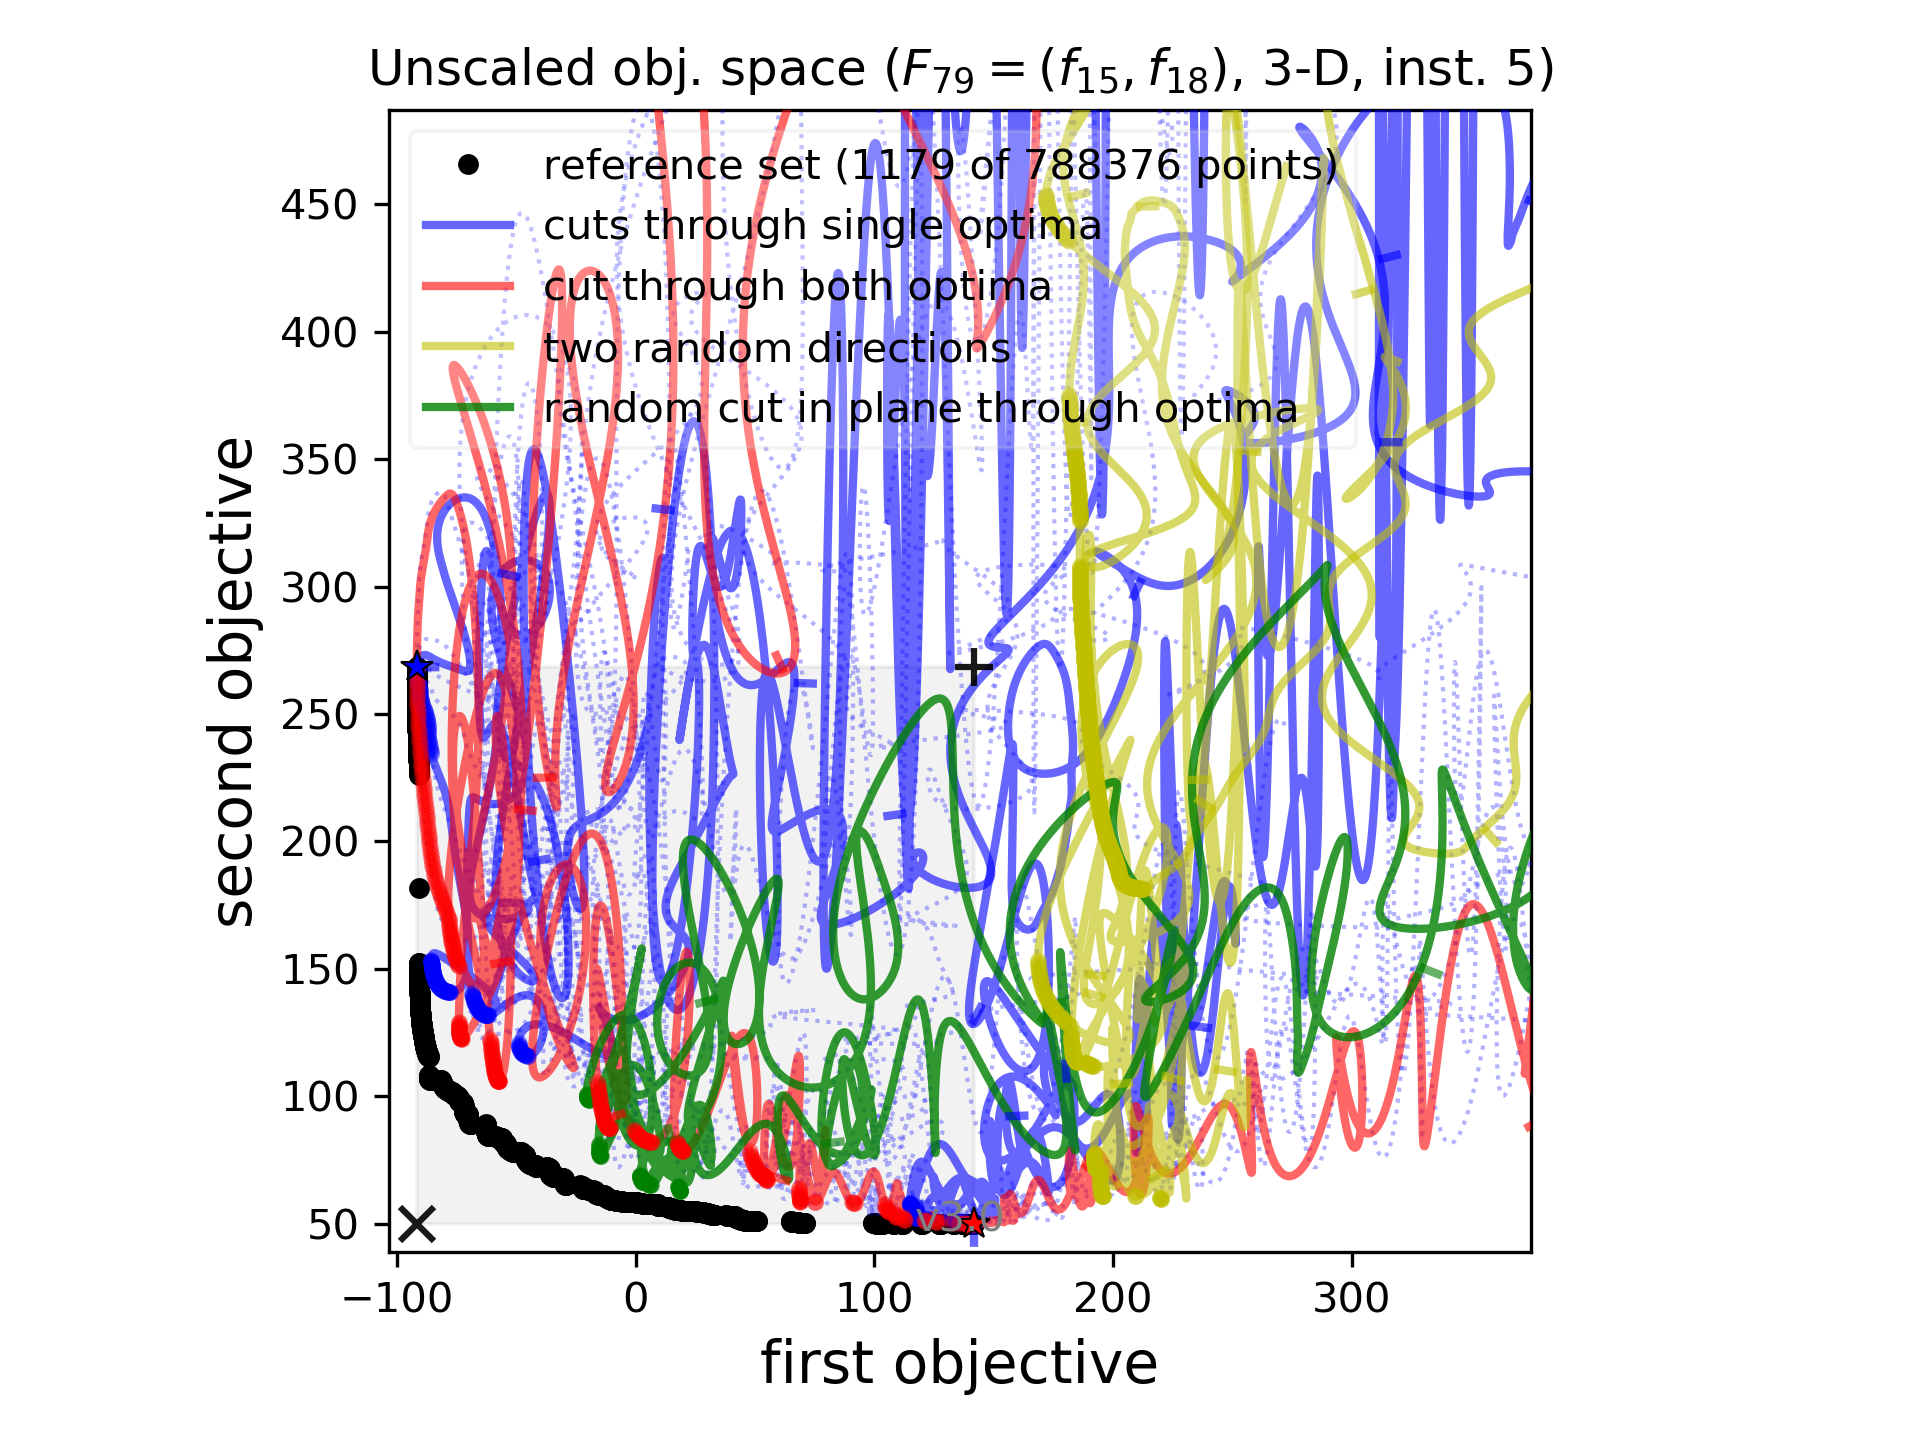 Unscaled obj. space (F79 = (f15, f18), 3-D, inst. 5)
reference set (1179 of 788376 points)
cuts through single optima
cut through both optima
two random directions
random cut in plane through optima
second objective
450
400
350
300
250
200
150
100
50
v3.0
−100 0 100 200 300
first objective